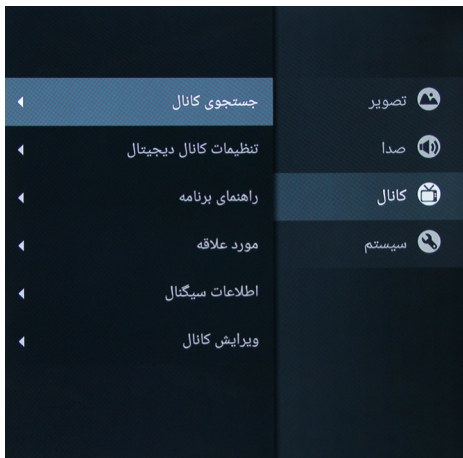 تصویر
صدا
کانال
سیستم
جستجوی کانال
تنظیمات کانال دیجیتال
راهنمای برنامه
مورد علاقه
اطلاعات سیگنال
ویرایش کانال